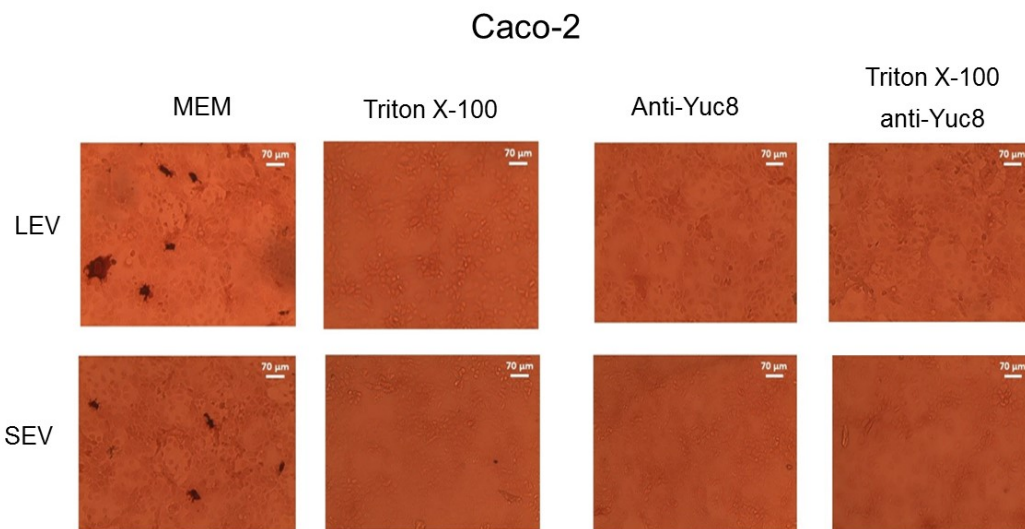 Caco-2
MEM
Triton X-100
Anti-Yuc8
Triton X-100
anti-Yuc8
LEV
70 µm
70 µm
70 µm
70 µm
SEV
70 µm
70 µm
70 µm
70 µm